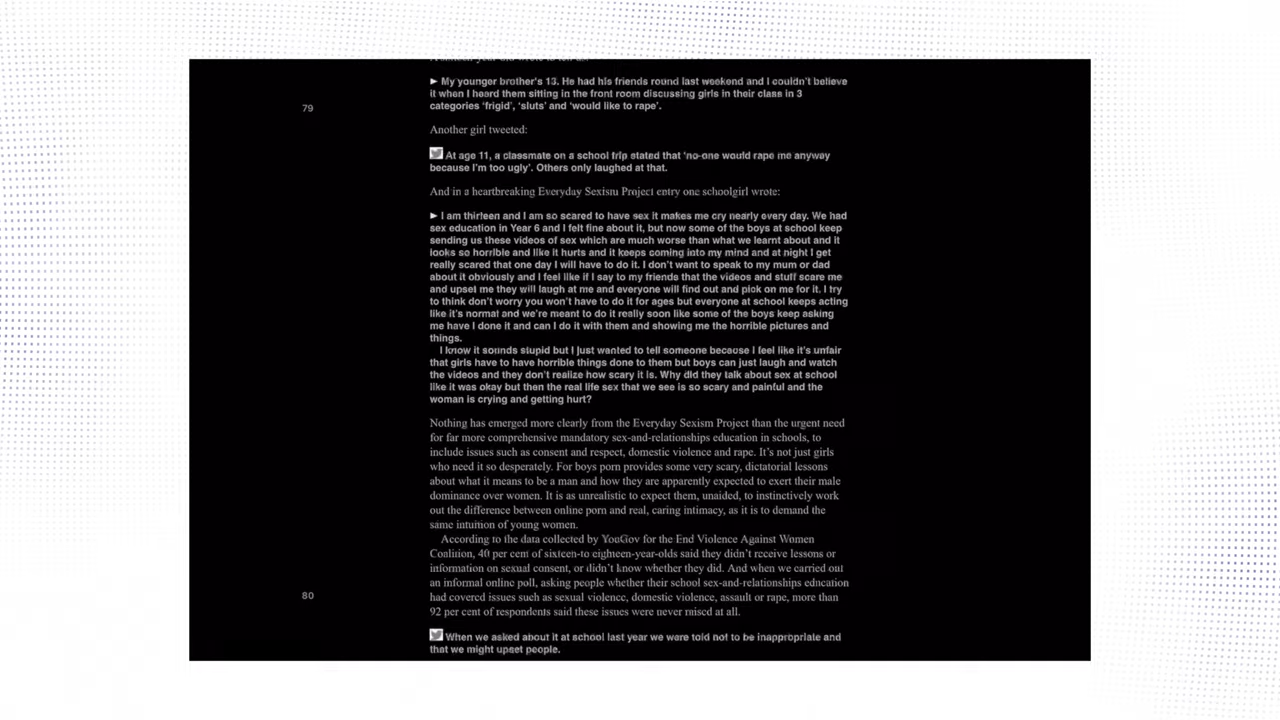 ► My younger brother's 13. He had his friends round last weekend and I couldn't believe
it when I heard them sitting in the front room discussing girls in their class in 3
categories 'frigid', 'sluts' and 'would like to rape'.
79
Another girl tweeted:
At age 11, a classmate on a school trip stated that 'no-one would rape me anyway
because I'm too ugly'. Others only laughed at that.
And in a heartbreaking Everyday Sexism Project entry one schoolgirl wrote:
► I am thirteen and I am so scared to have sex it makes me cry nearly every day. We had
sex education in Year 6 and I felt fine about it, but now some of the boys at school keep
sending us these videos of sex which are much worse than what we learnt about and it
looks so horrible and like it hurts and it keeps coming into my mind and at night I get
really scared that one day I will have to do it. I don't want to speak to my mum or dad
about it obviously and I feel like if I say to my friends that the videos and stuff scare me
and upset me they will laugh at me and everyone will find out and pick on me for it. I try
to think don't worry you won't have to do it for ages but everyone at school keeps acting
like it's normal and we're meant to do it really soon like some of the boys keep asking
me have I done it and can I do it with them and showing me the horrible pictures and
things.
I know it sounds stupid but I just wanted to tell someone because I feel like it's unfair
that girls have to have horrible things done to them but boys can just laugh and watch
the videos and they don't realize how scary it is. Why did they talk about sex at school
like it was okay but then the real life sex that we see is so scary and painful and the
woman is crying and getting hurt?
Nothing has emerged more clearly from the Everyday Sexism Project than the urgent need
for far more comprehensive mandatory sex-and-relationships education in schools, to
include issues such as consent and respect, domestic violence and rape. It's not just girls
who need it so desperately. For boys porn provides some very scary, dictatorial lessons
about what it means to be a man and how they are apparently expected to exert their male
dominance over women. It is as unrealistic to expect them, unaided, to instinctively work
out the difference between online porn and real, caring intimacy, as it is to demand the
same intuition of young women.
According to the data collected by YouGov for the End Violence Against Women
Coalition, 40 per cent of sixteen-to eighteen-year-olds said they didn't receive lessons or
information on sexual consent, or didn't know whether they did. And when we carried out
an informal online poll, asking people whether their school sex-and-relationships education
80
had covered issues such as sexual violence, domestic violence, assault or rape, more than
92 per cent of respondents said these issues were never raised at all.
When we asked about it at school last year we were told not to be inappropriate and
that we might upset people.